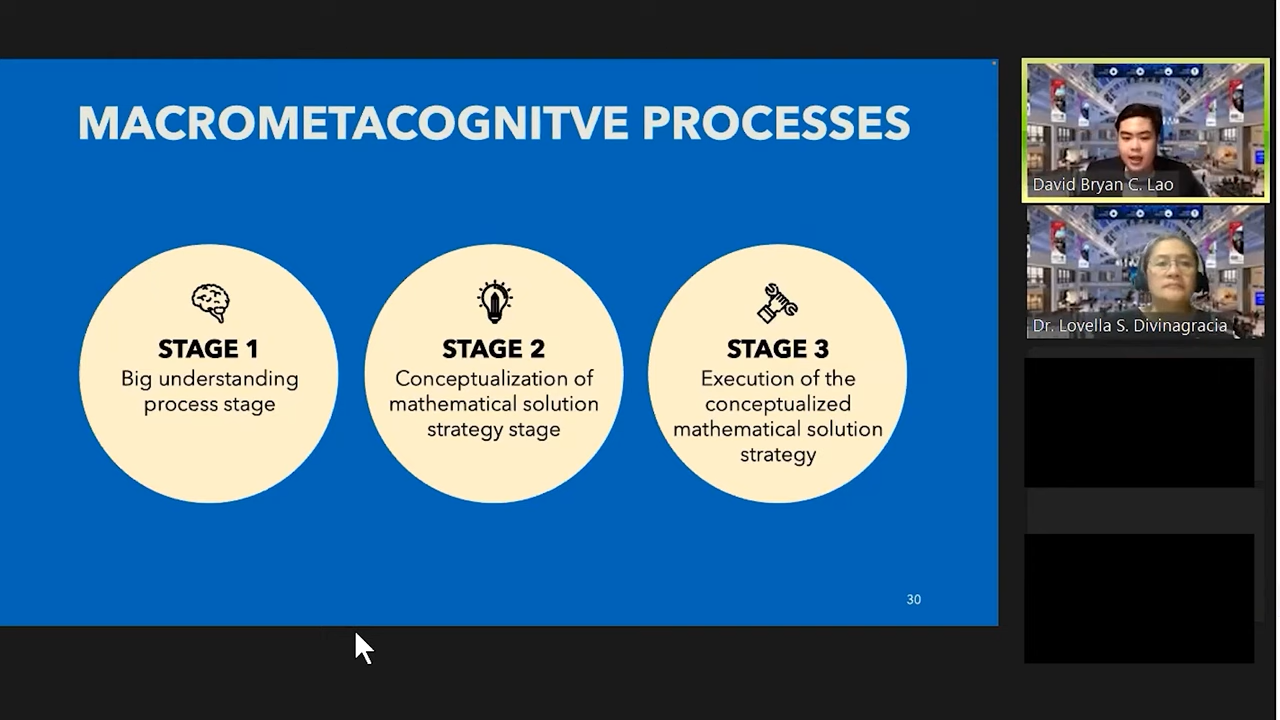 MACROMETACOGNITVE PROCESSES
STAGE 1
Big understanding
process stage
STAGE 2
Conceptualization of
mathematical solution
strategy stage
STAGE 3
Execution of the
conceptualized
mathematical solution
strategy
30
David Bryan C. Lao
Dr. Lovella S. Divinagracia